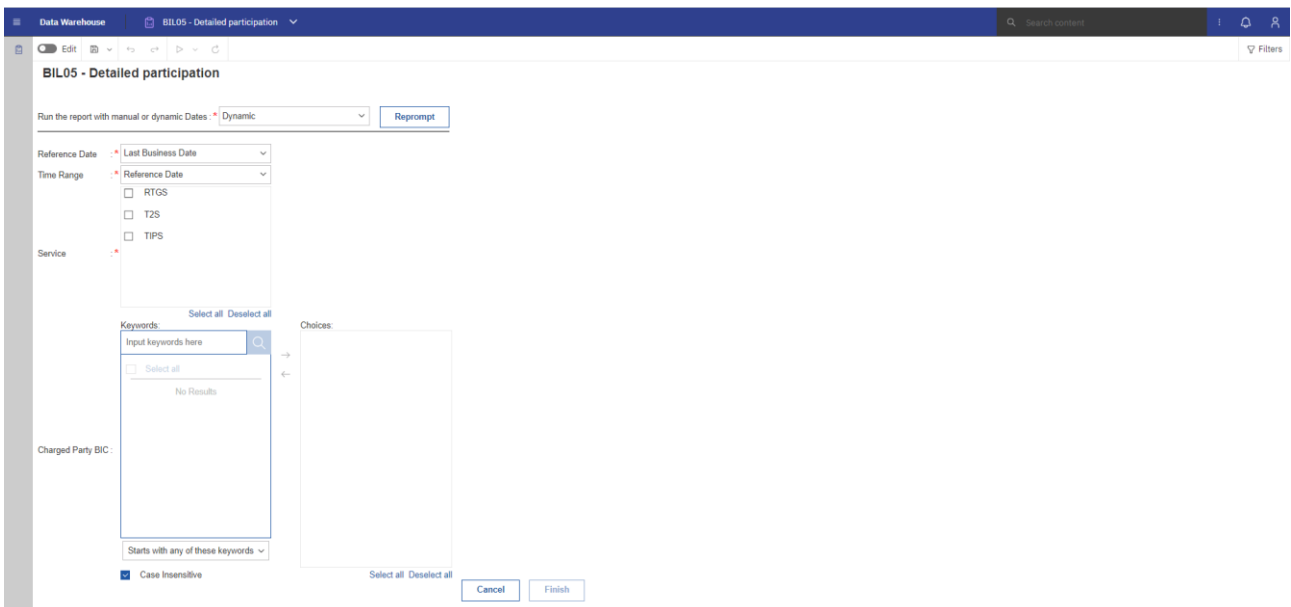 Data Warehouse
BIL05 - Detailed participation
Search content
Edit
Filters
BIL05 - Detailed participation
Run the report with manual or dynamic Dates : * Dynamic
Reprompt
Reference Date : * Last Business Date
Time Range : * Reference Date
RTGS
T2S
TIPS
Service : *
Select all Deselect all
Keywords:
Choices:
Input keywords here
Select all
No Results
Charged Party BIC :
Starts with any of these keywords
Case Insensitive
Select all Deselect all
Cancel
Finish